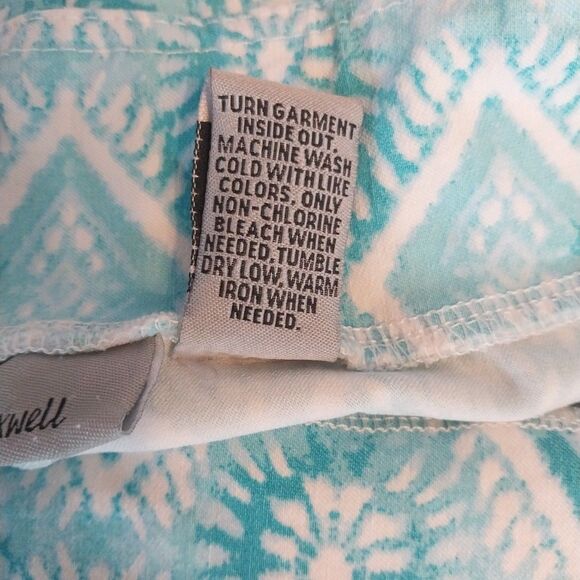 TURN GARMENT
INSIDE OUT.
MACHINE WASH
COLD WITH LIKE
COLORS. ONLY
NON-CHLORINE
BLEACH WHEN
NEEDED. TUMBLE
DRY LOW. WARM
IRON WHEN
NEEDED.
xwell